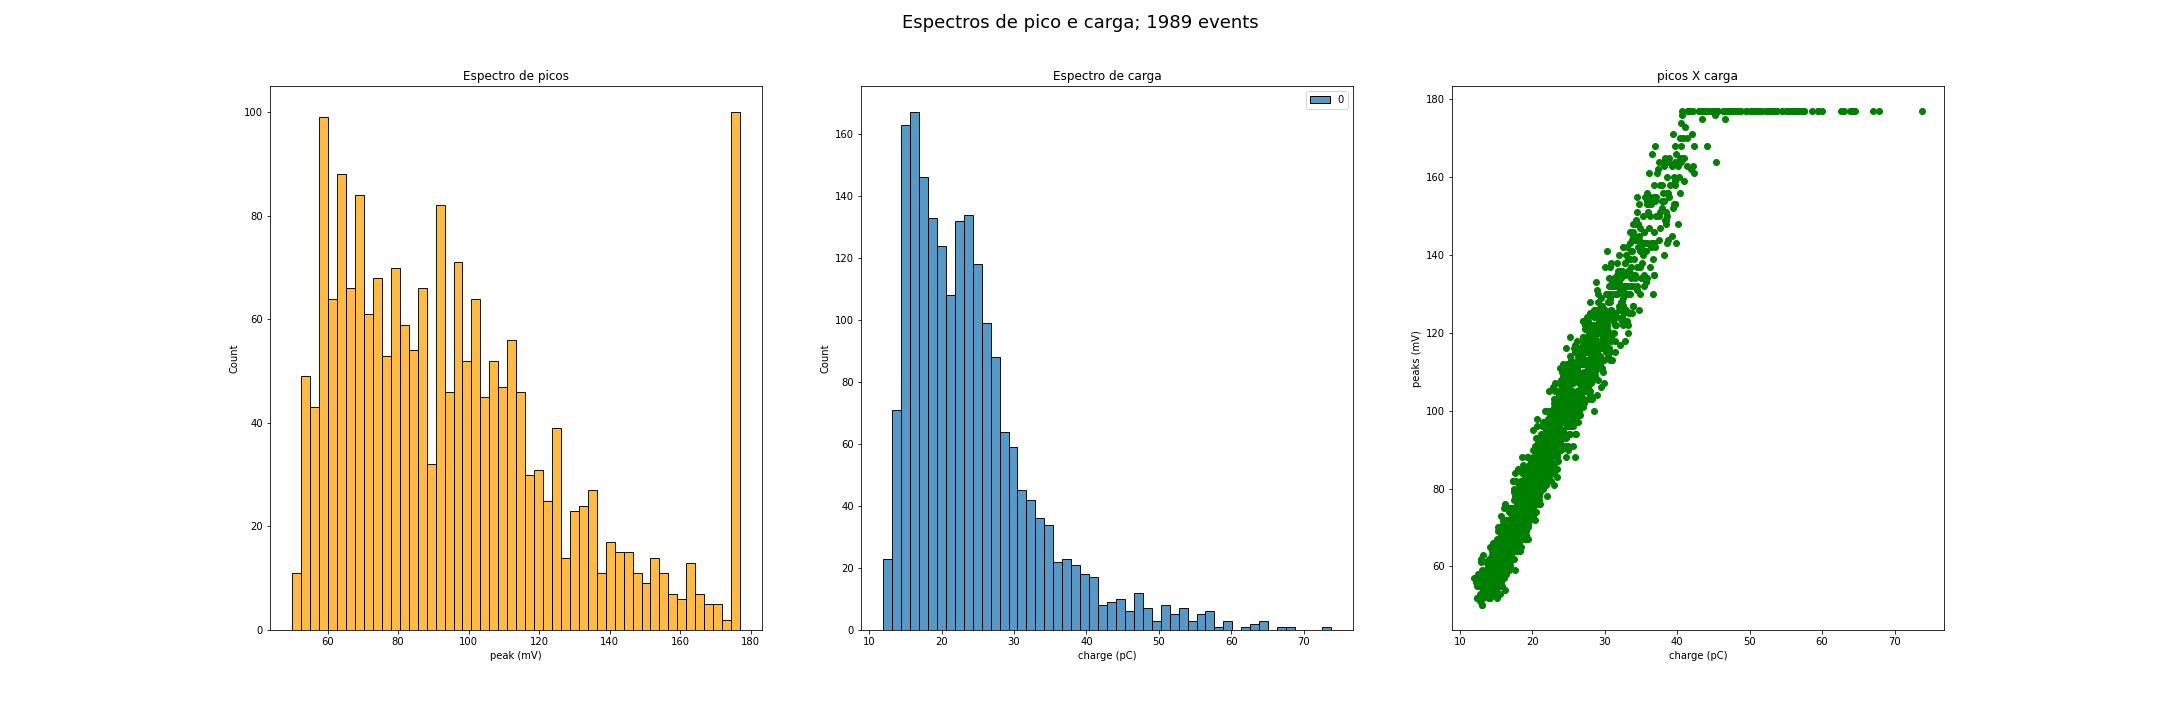 Espectros de pico e carga; 1989 events
Espectro de picos
Count
100
80
60
40
20
0
60 80 100 120 140 160 180
peak (mV)
Espectro de carga
0
Count
160
140
120
100
80
60
40
20
0
10 20 30 40 50 60 70
charge (pC)
picos X carga
peaks (mV)
180
160
140
120
100
80
60
10 20 30 40 50 60 70
charge (pC)